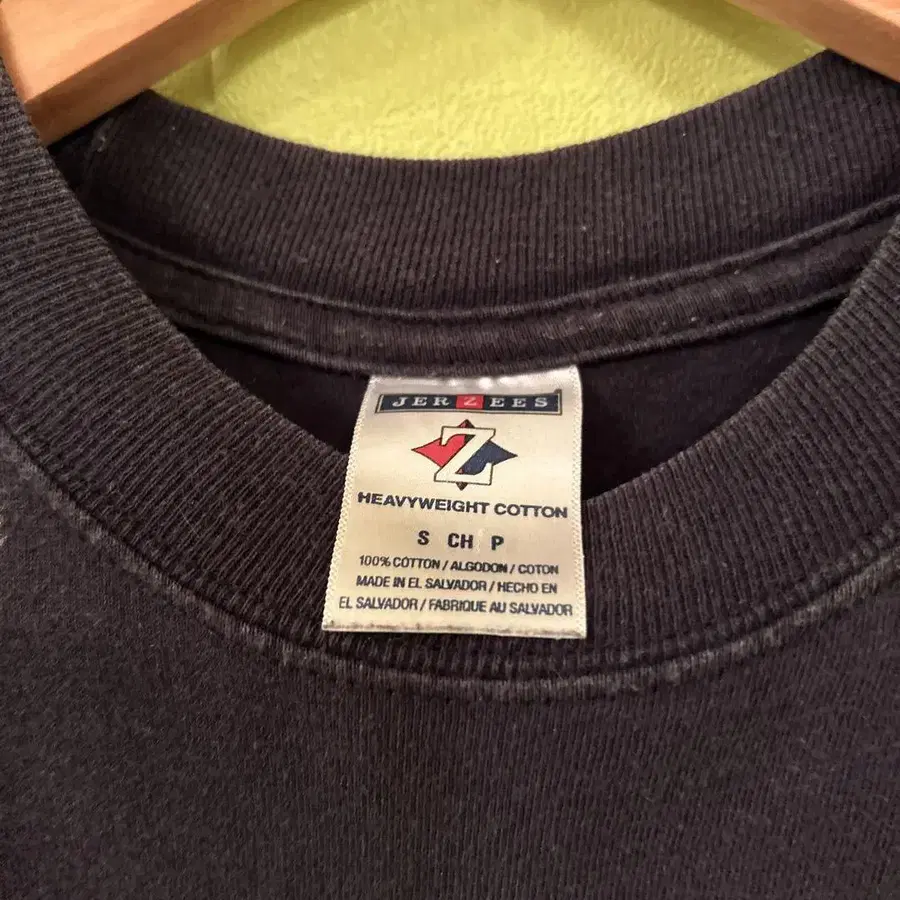 JERZEES
Z
HEAVYWEIGHT COTTON
S CH P
100% COTTON / ALGODON / COTON
MADE IN EL SALVADOR / HECHO EN
EL SALVADOR / FABRIQUE AU SALVADOR